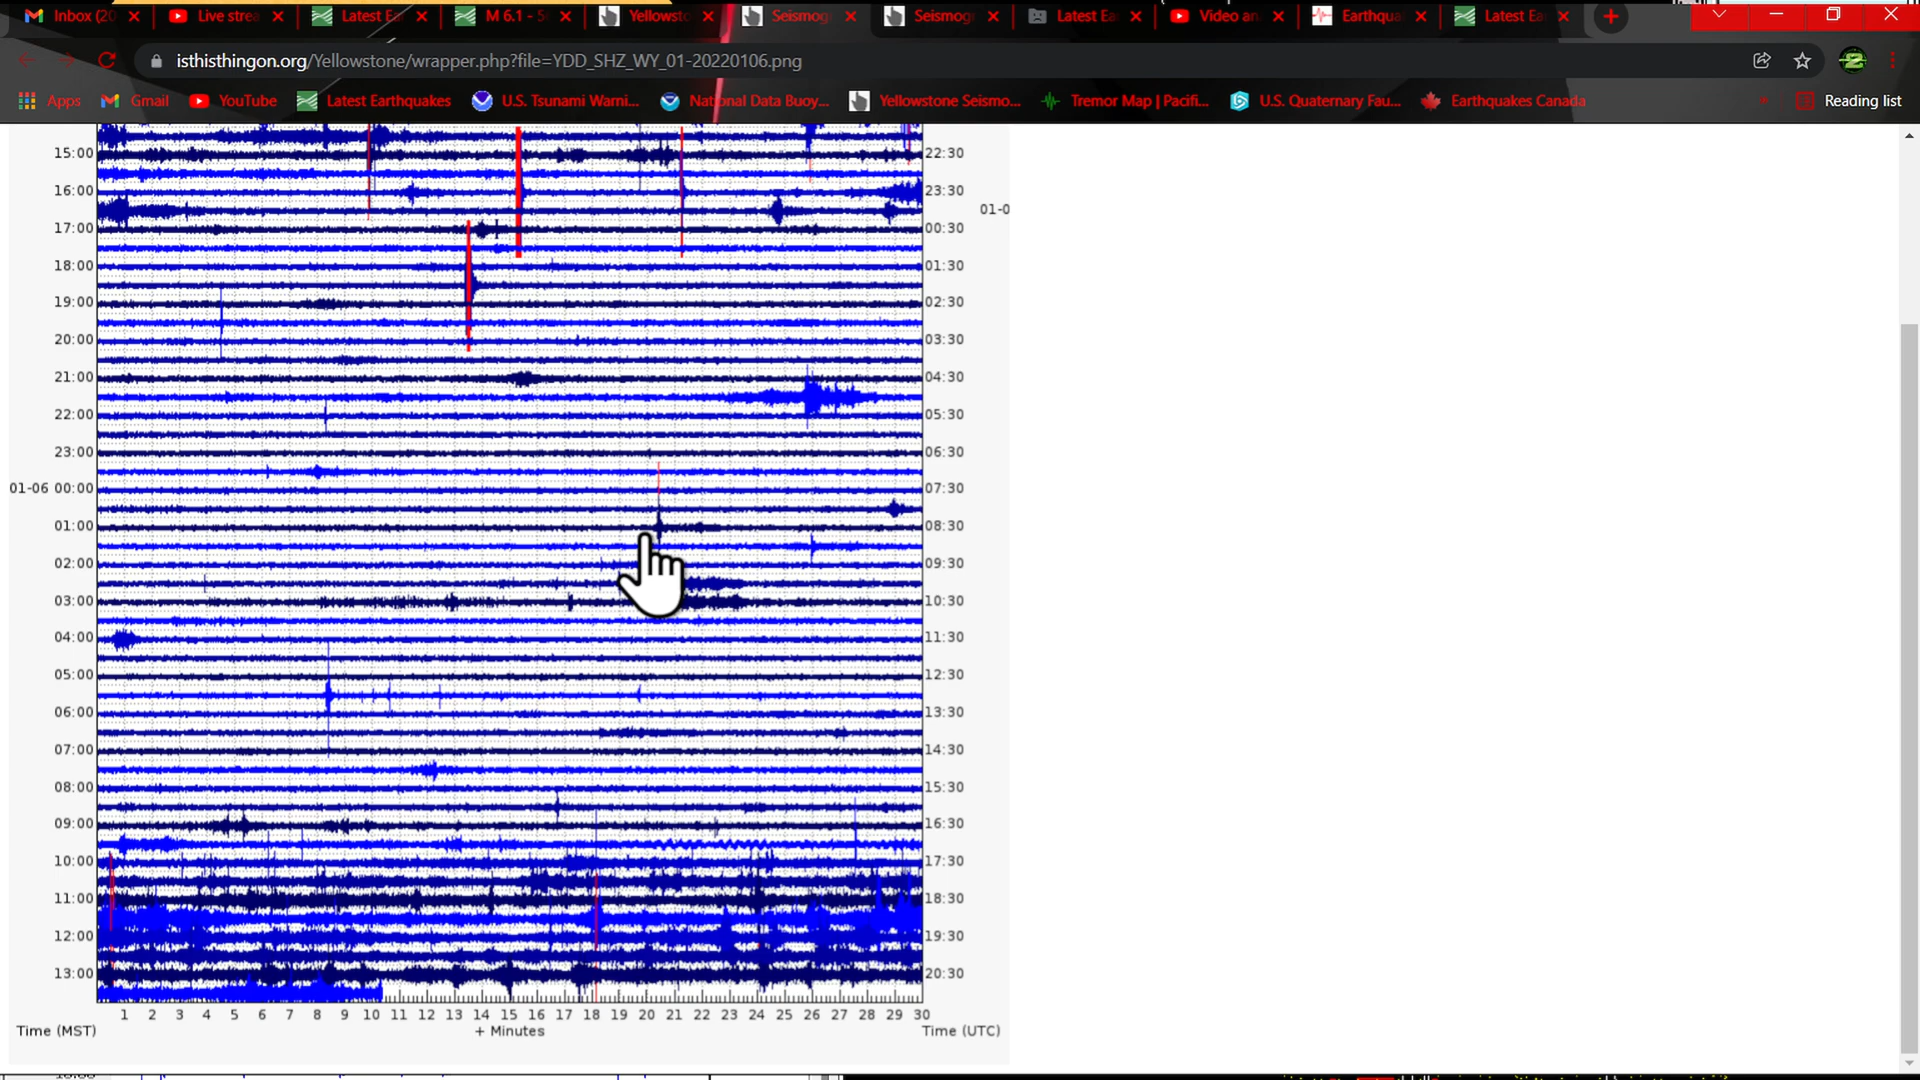 Inbox (20
Live strea
Latest Ea
M 6.1 - 5
Yellowsto
Seismogr
Seismogr
Latest Ea
Video an
Earthqua
Latest Ea
isthisthingon.org/Yellowstone/wrapper.php?file=YDD_SHZ_WY_01-20220106.png
Apps
Gmail
YouTube
Latest Earthquakes
U.S. Tsunami Warni...
National Data Buoy...
Yellowstone Seismo...
Tremor Map | Pacifi...
U.S. Quaternary Fau...
Earthquakes Canada
»
Reading list
15:00 22:30
16:00 23:30
01-0
17:00 00:30
18:00 01:30
19:00 02:30
20:00 03:30
21:00 04:30
22:00 05:30
23:00 06:30
01-06 00:00 07:30
01:00 08:30
02:00 09:30
03:00 10:30
04:00 11:30
05:00 12:30
06:00 13:30
07:00 14:30
08:00 15:30
09:00 16:30
10:00 17:30
11:00 18:30
12:00 19:30
13:00 20:30
1 2 3 4 5 6 7 8 9 10 11 12 13 14 15 16 17 18 19 20 21 22 23 24 25 26 27 28 29 30
Time (MST) + Minutes Time (UTC)